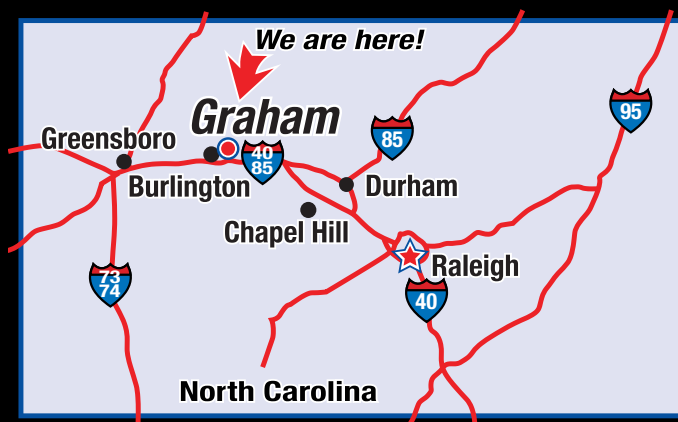 We are here!
95
Graham
85
Greensboro
40
85
Burlington
Durham
Chapel Hill
Raleigh
73
74
40
North Carolina